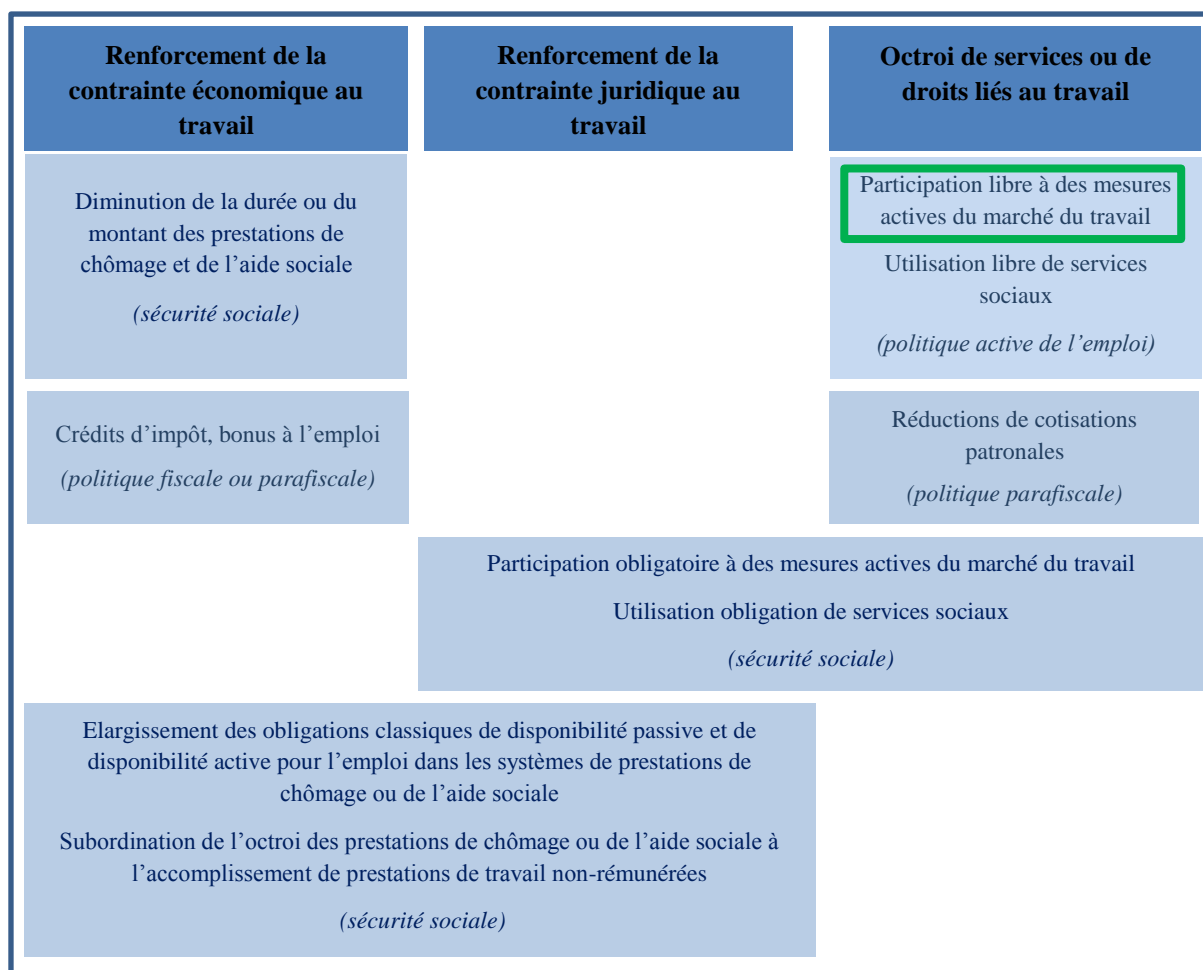 Renforcement de la
contrainte économique au
travail
Renforcement de la
contrainte juridique au
travail
Octroi de services ou de
droits liés au travail
Diminution de la durée ou du
montant des prestations de
chômage et de l’aide sociale
(sécurité sociale)
Participation libre à des mesures
actives du marché du travail
Utilisation libre de services
sociaux
(politique active de l’emploi)
Crédits d’impôt, bonus à l’emploi
(politique fiscale ou parafiscale)
Réductions de cotisations
patronales
(politique parafiscale)
Participation obligatoire à des mesures actives du marché du travail
Utilisation obligation de services sociaux
(sécurité sociale)
Elargissement des obligations classiques de disponibilité passive et de
disponibilité active pour l’emploi dans les systèmes de prestations de
chômage ou de l’aide sociale
Subordination de l’octroi des prestations de chômage ou de l’aide sociale à
l’accomplissement de prestations de travail non-rémunérées
(sécurité sociale)